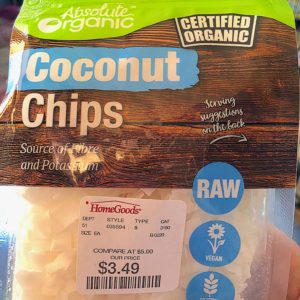 Absolute
Organic
CERTIFIED
ORGANIC
Coconut
Chips
Serving
suggestions
on the back
Source of Fibre
and Potassium
RAW
VEGAN
HomeGoods
DEPT STYLE TYPE CAT
51 8
SIZE EA
COMPARE AT $5.00
OUR PRICE
$3.49